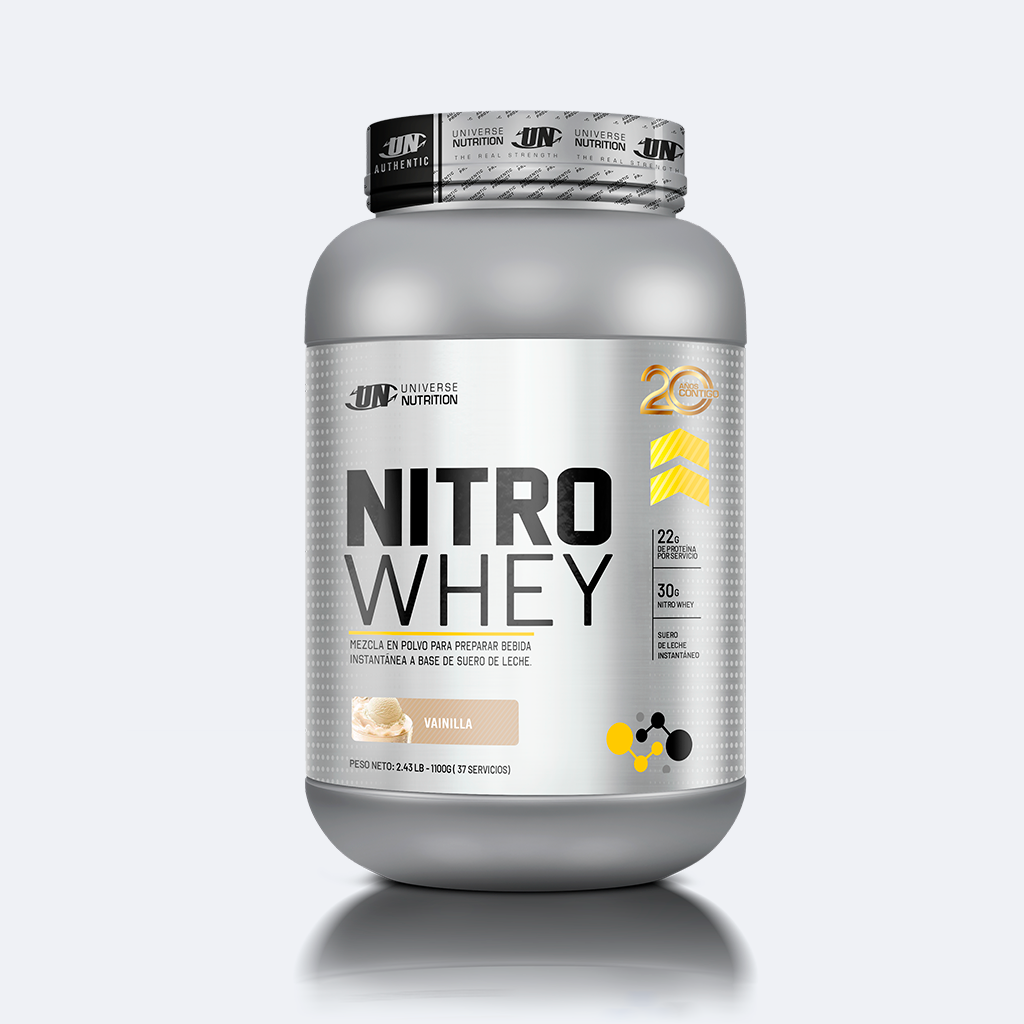 UN
AUTHENTIC
UNIVERSE
NUTRITION
UN
UNIVERSE
NUTRITION
UN
THE REAL STRENGTH
THE REAL STRENGTH
UN
UNIVERSE
NUTRITION
20
AÑOS
CONTIGO
NITRO
WHEY
MEZCLA EN POLVO PARA PREPARAR BEBIDA
INSTANTÁNEA A BASE DE SUERO DE LECHE.
22G
DE PROTEÍNA
POR SERVICIO
30G
NITRO WHEY
SUERO
DE LECHE
INSTANTÁNEO
VAINILLA
PESO NETO: 2.43 LB - 1100G ( 37 SERVICIOS)